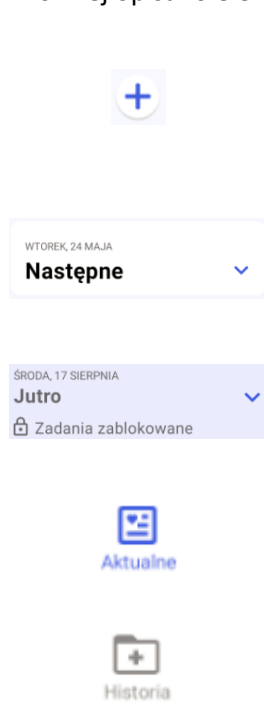 WTOREK, 24 MAJA
Następne
ŚRODA, 17 SIERPNIA
Jutro
Zadania zablokowane
Aktualne
Historia